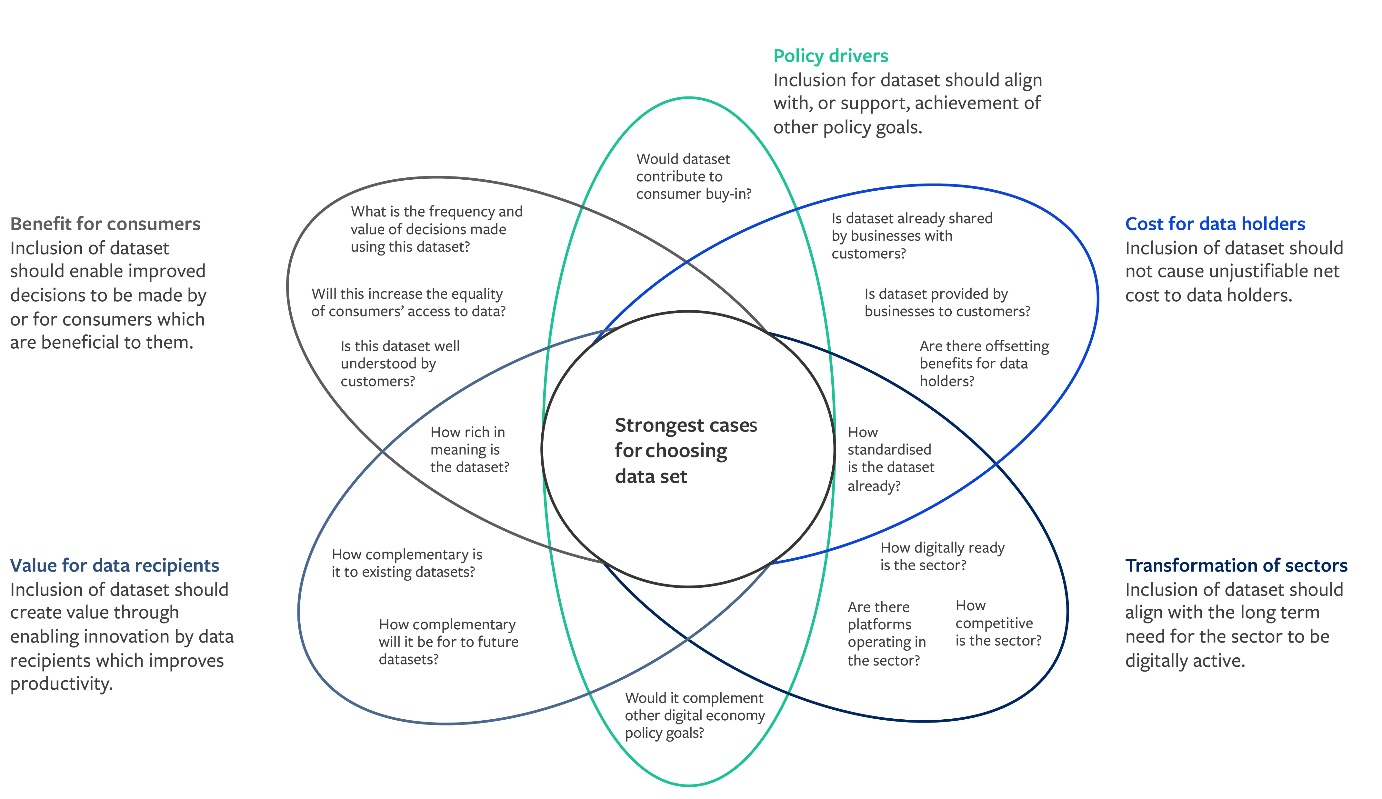 Policy drivers
Inclusion for dataset should align
with, or support, achievement of
other policy goals.
Would dataset
contribute to
consumer buy-in?
Benefit for consumers
Inclusion of dataset
should enable improved
decisions to be made by
or for consumers which
are beneficial to them.
What is the frequency and
value of decisions made
using this dataset?
Will this increase the equality
of consumers' access to data?
Is this dataset well
understood by
customers?
Is dataset already shared
by businesses with
customers?
Is dataset provided by
businesses to customers?
Are there offsetting
benefits for data
holders?
Cost for data holders
Inclusion of dataset should
not cause unjustifiable net
cost to data holders.
How rich in
meaning is
the dataset?
Strongest cases
for choosing
data set
How
standardised
is the dataset
already?
Value for data recipients
Inclusion of dataset should
create value through
enabling innovation by data
recipients which improves
productivity.
How complementary is
it to existing datasets?
How complementary
will it be for to future
datasets?
How digitally ready
is the sector?
Are there
platforms
operating in
the sector?
How
competitive
is the sector?
Transformation of sectors
Inclusion of dataset should
align with the long term
need for the sector to be
digitally active.
Would it complement
other digital economy
policy goals?